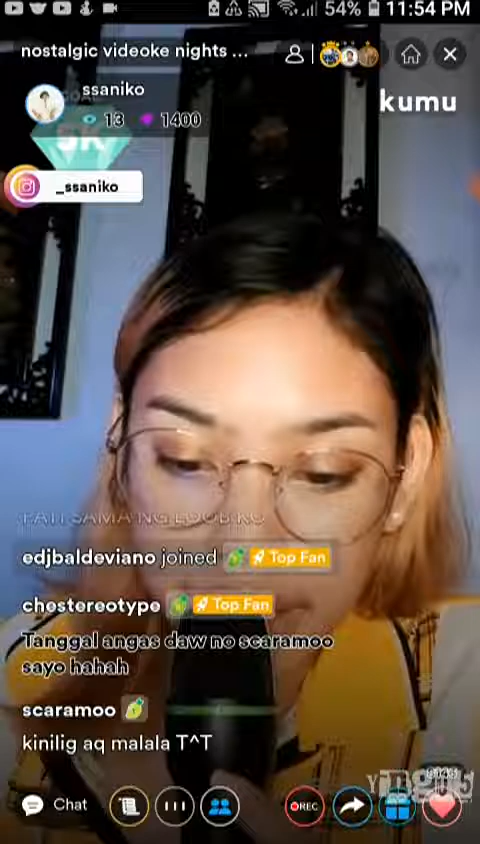 54% 11:54 PM
nostalgic videoke nights ...
ssaniko
13 1400
kumu
5K
_ssaniko
edjbaldeviano joined Top Fan
chestereotype Top Fan
Tanggal angas daw no scaramoo
sayo hahah
scaramoo
kinilig aq malala T^T
Chat
REC